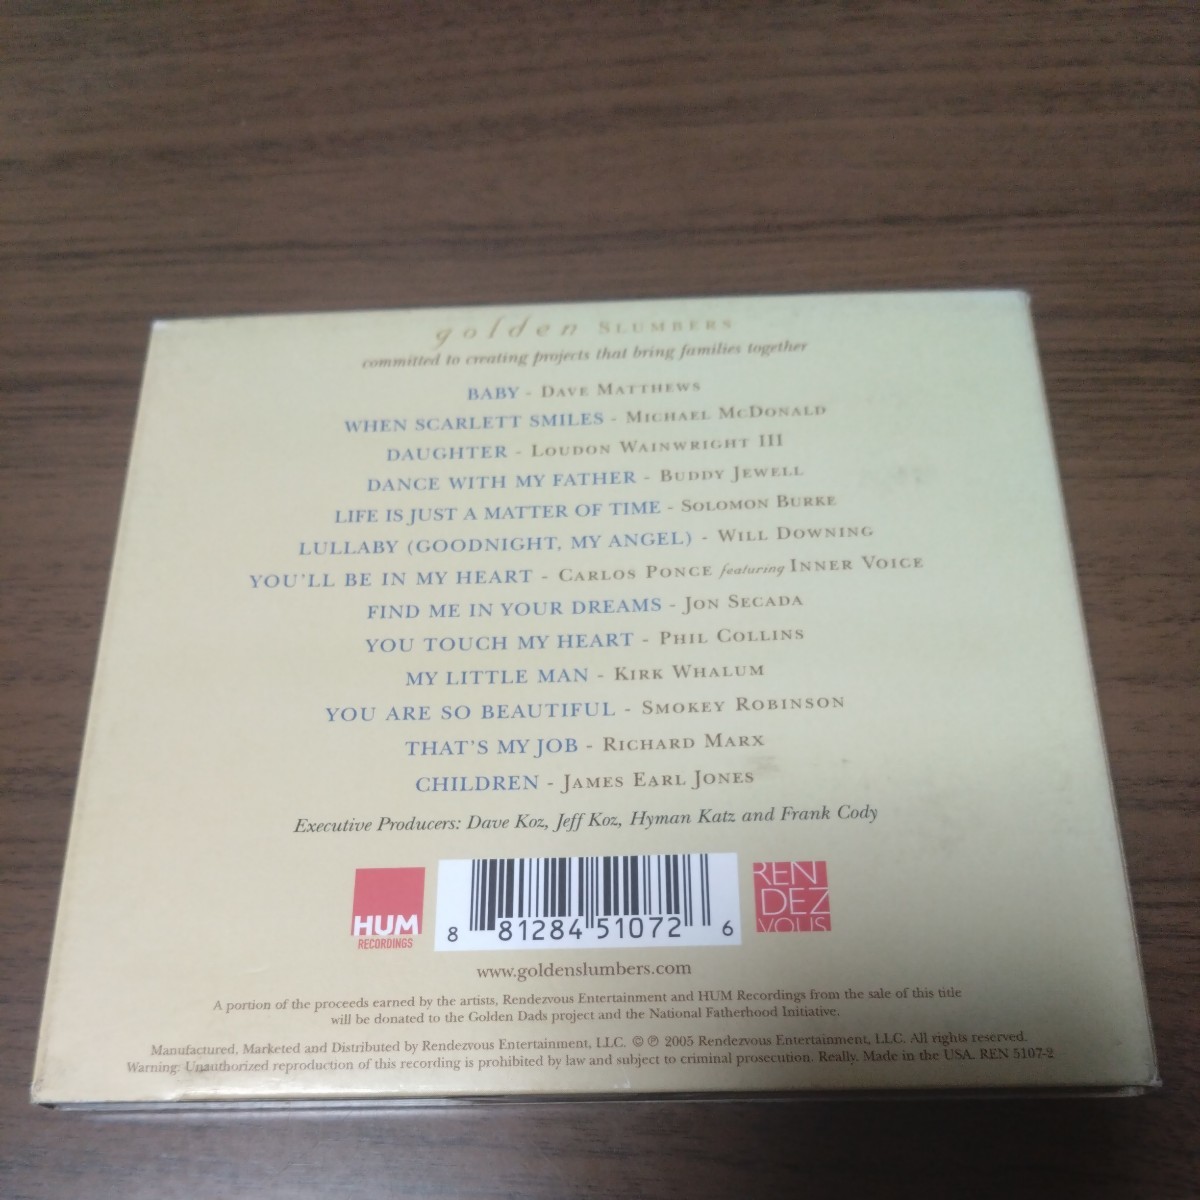 golden SLUMBERS
committed to creating projects that bring families together
BABY - DAVE MATTHEWS
WHEN SCARLETT SMILES - MICHAEL MCDONALD
DAUGHTER - LOUDON WAINWRIGHT III
DANCE WITH MY FATHER - BUDDY JEWELL
LIFE IS JUST A MATTER OF TIME - SOLOMON BURKE
LULLABY (GOODNIGHT, MY ANGEL) - WILL DOWNING
YOU'LL BE IN MY HEART - CARLOS PONCE featuring INNER VOICE
FIND ME IN YOUR DREAMS - JON SECADA
YOU TOUCH MY HEART - PHIL COLLINS
MY LITTLE MAN - KIRK WHALUM
YOU ARE SO BEAUTIFUL - SMOKEY ROBINSON
THAT'S MY JOB - RICHARD MARX
CHILDREN - JAMES EARL JONES
Executive Producers: Dave Koz, Jeff Koz, Hyman Katz and Frank Cody
HUM
RECORDINGS
8 81284 51072 6
REN
DEZ
VOUS
www.goldenslumbers.com
A portion of the proceeds earned by the artists, Rendezvous Entertainment and HUM Recordings from the sale of this title
will be donated to the Golden Dads project and the National Fatherhood Initiative.
Manufactured, Marketed and Distributed by Rendezvous Entertainment, LLC. © ℗ 2005 Rendezvous Entertainment, LLC. All rights reserved.
Warning: Unauthorized reproduction of this recording is prohibited by law and subject to criminal prosecution. Really. Made in the USA. REN 5107-2